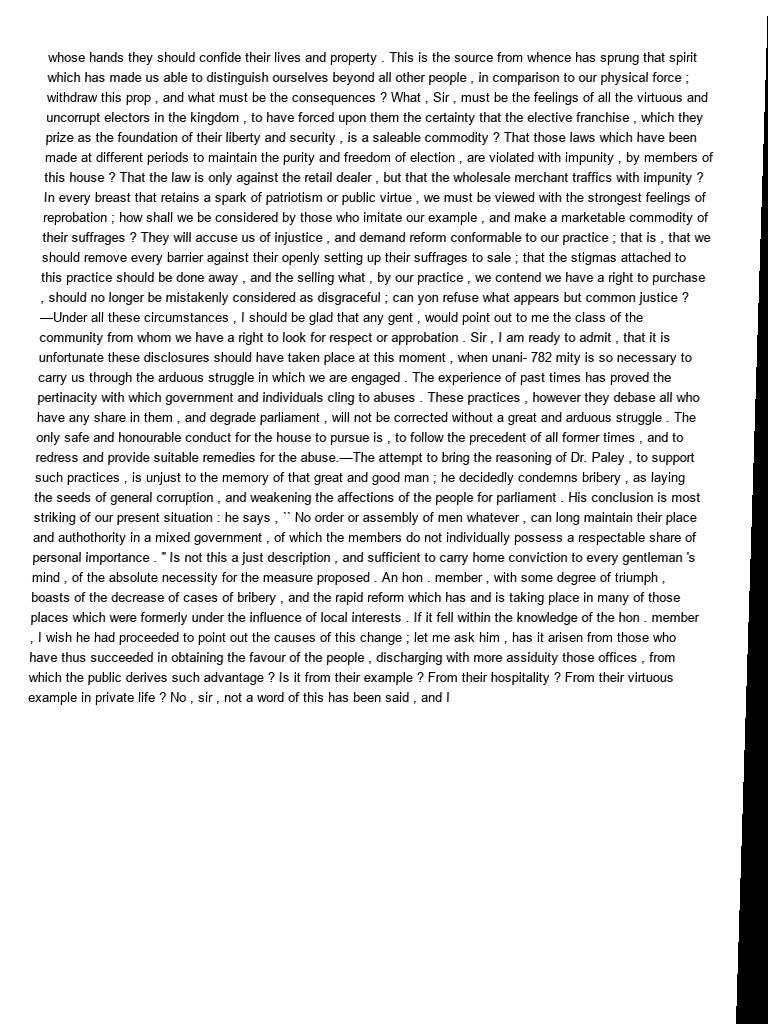 whose hands they should confide their lives and property . This is the source from whence has sprung that spirit
which has made us able to distinguish ourselves beyond all other people , in comparison to our physical force ;
withdraw this prop , and what must be the consequences ? What , Sir , must be the feelings of all the virtuous and
uncorrupt electors in the kingdom , to have forced upon them the certainty that the elective franchise , which they
prize as the foundation of their liberty and security , is a saleable commodity ? That those laws which have been
made at different periods to maintain the purity and freedom of election , are violated with impunity , by members of
this house ? That the law is only against the retail dealer , but that the wholesale merchant traffics with impunity ?
In every breast that retains a spark of patriotism or public virtue , we must be viewed with the strongest feelings of
reprobation ; how shall we be considered by those who imitate our example , and make a marketable commodity of
their suffrages ? They will accuse us of injustice , and demand reform conformable to our practice ; that is , that we
should remove every barrier against their openly setting up their suffrages to sale ; that the stigmas attached to
this practice should be done away , and the selling what , by our practice , we contend we have a right to purchase
, should no longer be mistakenly considered as disgraceful ; can yon refuse what appears but common justice ?
—Under all these circumstances , I should be glad that any gent , would point out to me the class of the
community from whom we have a right to look for respect or approbation . Sir , I am ready to admit , that it is
unfortunate these disclosures should have taken place at this moment , when unani- 782 mity is so necessary to
carry us through the arduous struggle in which we are engaged . The experience of past times has proved the
pertinacity with which government and individuals cling to abuses . These practices , however they debase all who
have any share in them , and degrade parliament , will not be corrected without a great and arduous struggle . The
only safe and honourable conduct for the house to pursue is , to follow the precedent of all former times , and to
redress and provide suitable remedies for the abuse.—The attempt to bring the reasoning of Dr. Paley , to support
such practices , is unjust to the memory of that great and good man ; he decidedly condemns bribery , as laying
the seeds of general corruption , and weakening the affections of the people for parliament . His conclusion is most
striking of our present situation : he says , `` No order or assembly of men whatever , can long maintain their place
and authothority in a mixed government , of which the members do not individually possess a respectable share of
personal importance . " Is not this a just description , and sufficient to carry home conviction to every gentleman 's
mind , of the absolute necessity for the measure proposed . An hon . member , with some degree of triumph ,
boasts of the decrease of cases of bribery , and the rapid reform which has and is taking place in many of those
places which were formerly under the influence of local interests . If it fell within the knowledge of the hon . member
, I wish he had proceeded to point out the causes of this change ; let me ask him , has it arisen from those who
have thus succeeded in obtaining the favour of the people , discharging with more assiduity those offices , from
which the public derives such advantage ? Is it from their example ? From their hospitality ? From their virtuous
example in private life ? No , sir , not a word of this has been said , and I